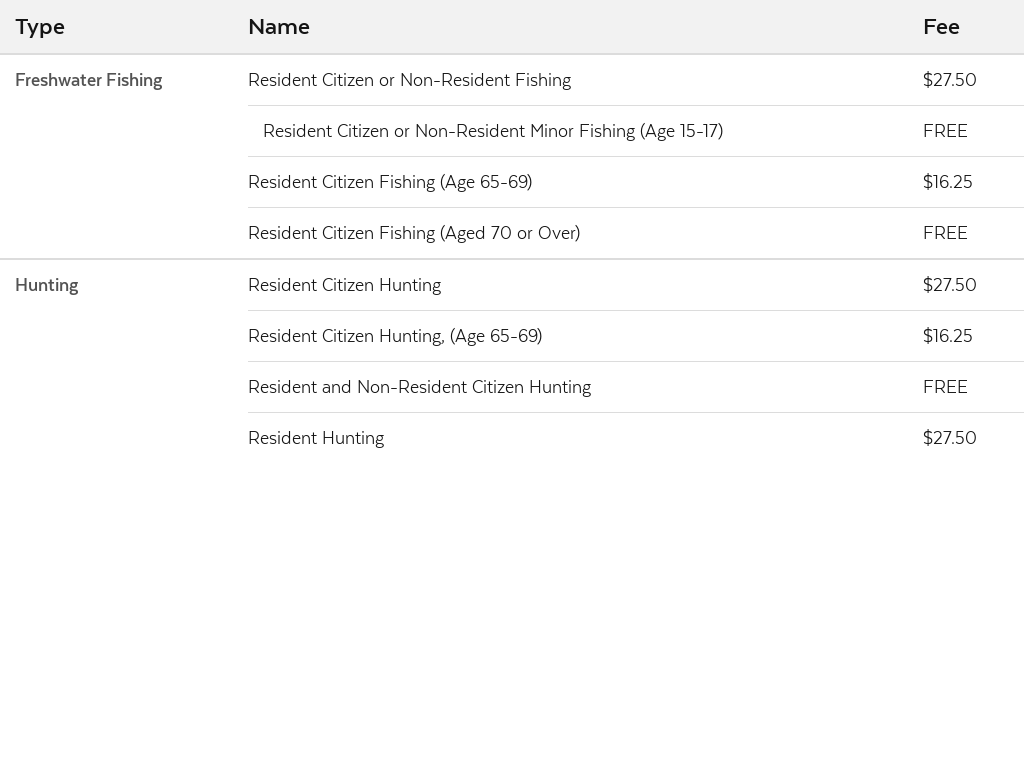 Type Name Fee
Freshwater Fishing Resident Citizen or Non-Resident Fishing $27.50
Resident Citizen or Non-Resident Minor Fishing (Age 15-17) FREE
Resident Citizen Fishing (Age 65-69) $16.25
Resident Citizen Fishing (Aged 70 or Over) FREE
Hunting Resident Citizen Hunting $27.50
Resident Citizen Hunting, (Age 65-69) $16.25
Resident and Non-Resident Citizen Hunting FREE
Resident Hunting $27.50